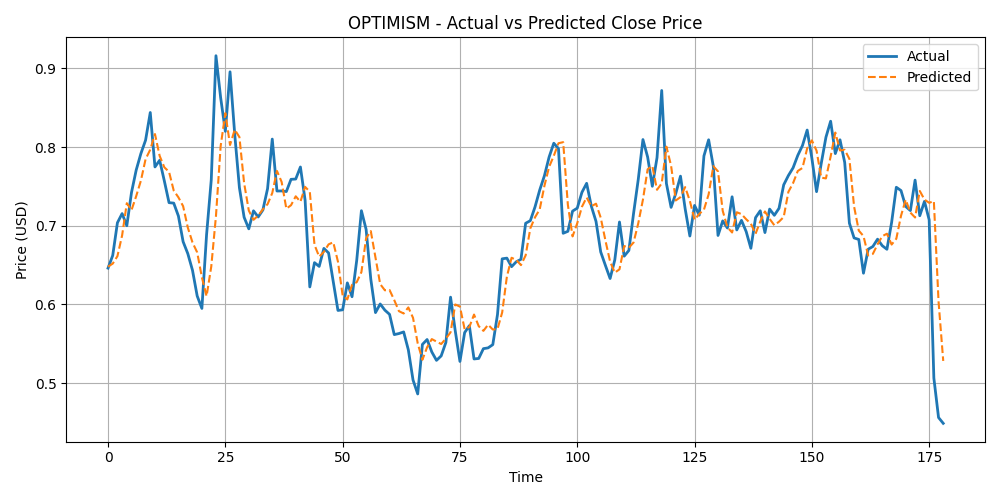 OPTIMISM - Actual vs Predicted Close Price
Actual
Predicted
Price (USD)
0.9
0.8
0.7
0.6
0.5
0 25 50 75 100 125 150 175
Time